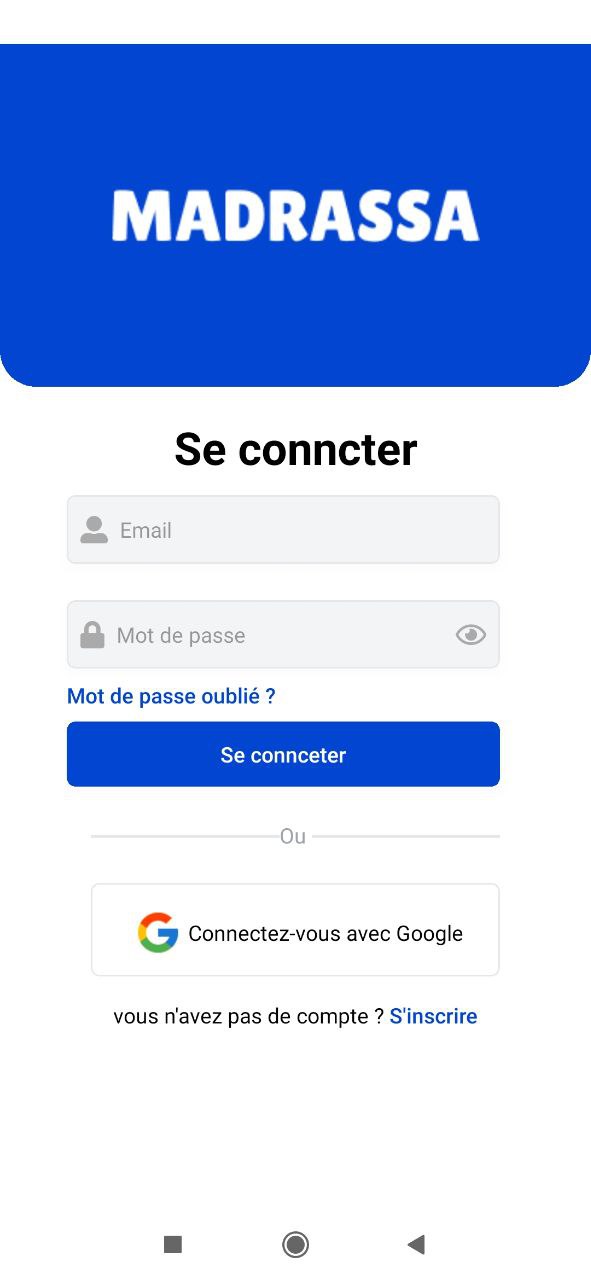 MADRASSA
Se conncter
Email
Mot de passe
Mot de passe oublié ?
Se connceter
Ou
Connectez-vous avec Google
vous n'avez pas de compte ? S'inscrire